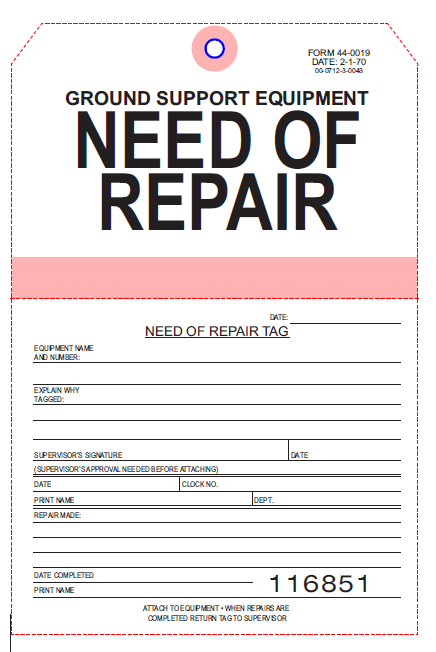 FORM 44-0019
DATE: 2-1-70
00-0712-3-0043
GROUND SUPPORT EQUIPMENT
NEED OF
REPAIR
DATE:
NEED OF REPAIR TAG
EQUIPMENT NAME
AND NUMBER:
EXPLAIN WHY
TAGGED:
SUPERVISOR'S SIGNATURE DATE
(SUPERVISOR'S APPROVAL NEEDED BEFORE ATTACHING)
DATE CLOCK NO.
PRINT NAME DEPT.
REPAIR MADE:
DATE COMPLETED
116851
PRINT NAME
ATTACH TO EQUIPMENT • WHEN REPAIRS ARE
COMPLETED RETURN TAG TO SUPERVISOR